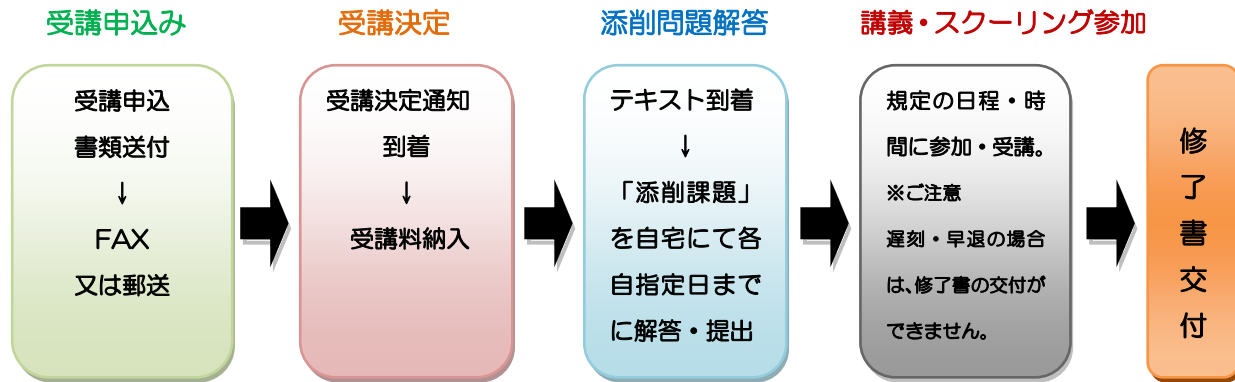 受講申込み
受講申込
書類送付
↓
FAX
又は郵送
受講決定
受講決定通知
到着
↓
受講料納入
添削問題解答
テキスト到着
↓
「添削課題」
を自宅にて各
自指定日まで
に解答・提出
講義・スクーリング参加
規定の日程・時
間に参加・受講。
※ご注意
遅刻・早退の場合
は、修了書の交付が
できません。
修了書交付